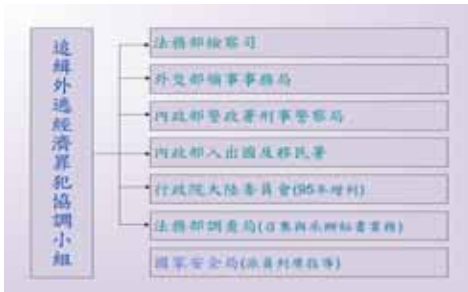 追緝外逃經濟罪犯協調小組
法務部檢察司
外交部領事事務局
內政部警政署刑事警察局
內政部入出國及移民署
行政院大陸委員會(95年增列)
法務部調查局(召集與承辦秘書業務)
國家安全局(派員列席指導)